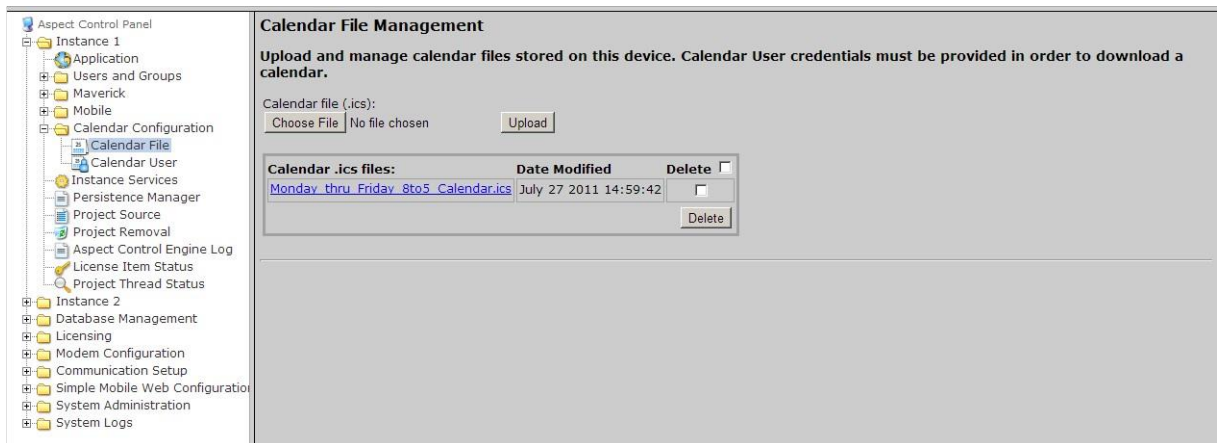 Aspect Control Panel
Instance 1
Application
Users and Groups
Maverick
Mobile
Calendar Configuration
Calendar File
Calendar User
Instance Services
Persistence Manager
Project Source
Project Removal
Aspect Control Engine Log
License Item Status
Project Thread Status
Instance 2
Database Management
Licensing
Modem Configuration
Communication Setup
Simple Mobile Web Configuration
System Administration
System Logs
Calendar File Management
Upload and manage calendar files stored on this device. Calendar User credentials must be provided in order to download a
calendar.
Calendar file (.ics):
Choose File No file chosen Upload
Calendar .ics files: Date Modified Delete
Monday_thru_Friday_8to5_Calendar.ics July 27 2011 14:59:42
Delete